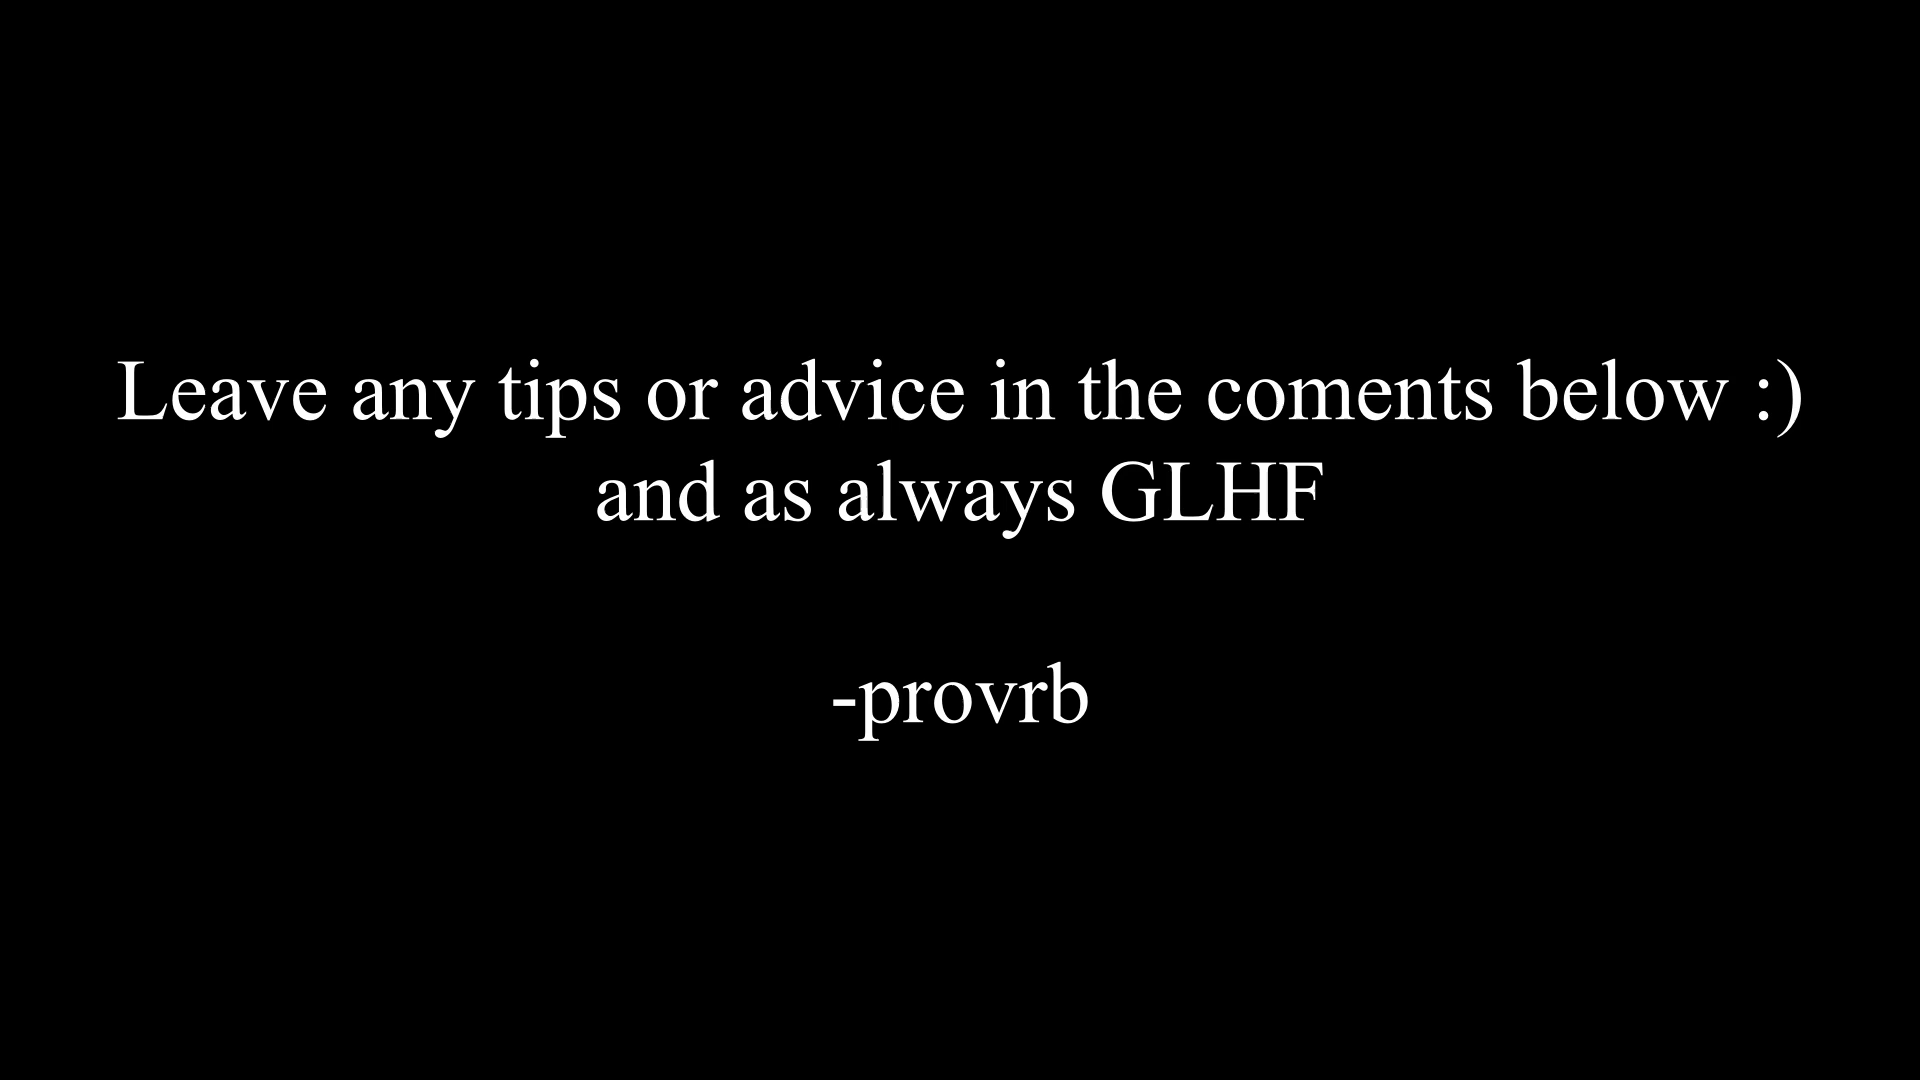 Leave any tips or advice in the coments below :)
and as always GLHF
-provrb